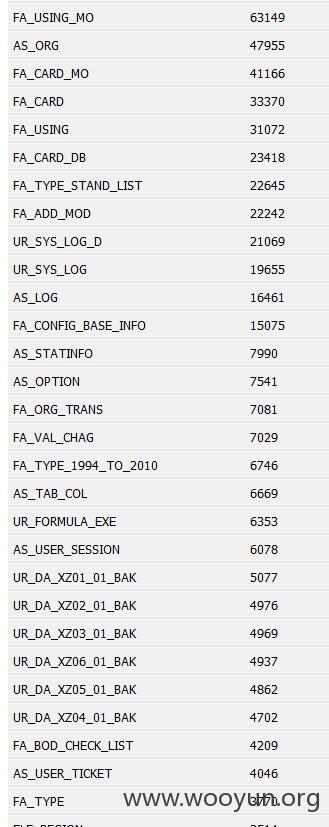 FA_USING_MO 63149
AS_ORG 47955
FA_CARD_MO 41166
FA_CARD 33370
FA_USING 31072
FA_CARD_DB 23418
FA_TYPE_STAND_LIST 22645
FA_ADD_MOD 22242
UR_SYS_LOG_D 21069
UR_SYS_LOG 19655
AS_LOG 16461
FA_CONFIG_BASE_INFO 15075
AS_STATINFO 7990
AS_OPTION 7541
FA_ORG_TRANS 7081
FA_VAL_CHAG 7029
FA_TYPE_1994_TO_2010 6746
AS_TAB_COL 6669
UR_FORMULA_EXE 6353
AS_USER_SESSION 6078
UR_DA_XZ01_01_BAK 5077
UR_DA_XZ02_01_BAK 4976
UR_DA_XZ03_01_BAK 4969
UR_DA_XZ06_01_BAK 4937
UR_DA_XZ05_01_BAK 4862
UR_DA_XZ04_01_BAK 4702
FA_BOD_CHECK_LIST 4209
AS_USER_TICKET 4046
FA_TYPE
www.wooyun.org